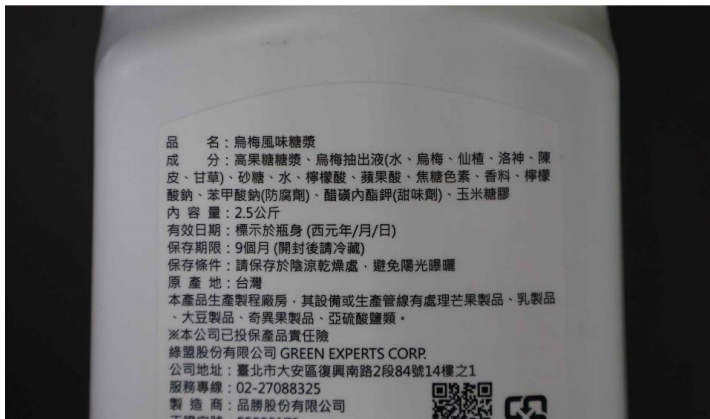 品　　名：烏梅風味糖漿
成　　分：高果糖糖漿、烏梅抽出液(水、烏梅、仙楂、洛神、陳
皮、甘草)、砂糖、水、檸檬酸、蘋果酸、焦糖色素、香料、檸檬
酸鈉、苯甲酸鈉(防腐劑)、醋磺內酯鉀(甜味劑)、玉米糖膠
內 容 量：2.5公斤
有效日期：標示於瓶身 (西元年/月/日)
保存期限：9個月 (開封後請冷藏)
保存條件：請保存於陰涼乾燥處，避免陽光曝曬
原 產 地：台灣
本產品生產製程廠房，其設備或生產管線有處理芒果製品、乳製品
、大豆製品、奇異果製品、亞硫酸鹽類。
※本公司已投保產品責任險
綠盟股份有限公司 GREEN EXPERTS CORP.
公司地址：臺北市大安區復興南路2段84號14樓之1
服務專線：02-27088325
製 造 商：品勝股份有限公司